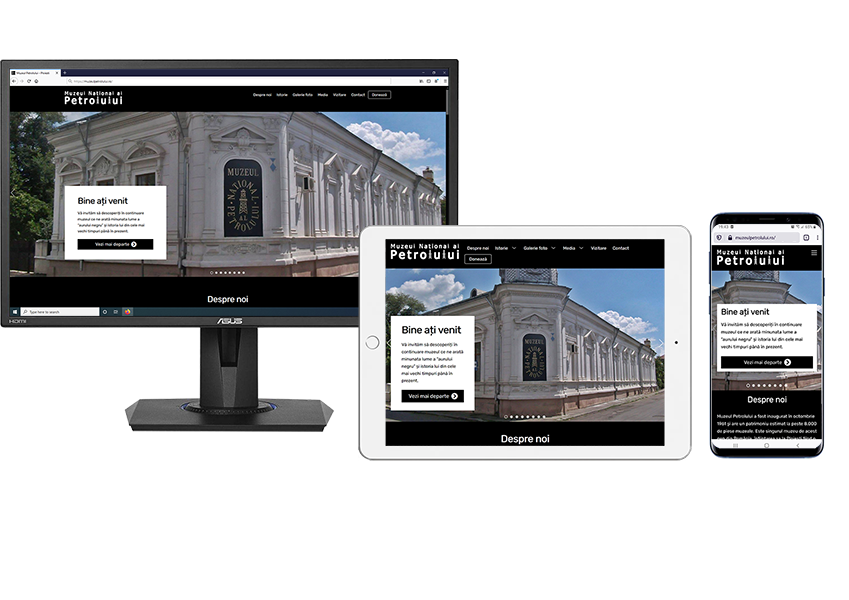 Muzeul Național al Petrolului - Ploiești
https://muzeulpetrolului.ro/
Muzeul National al
Petrolului
Despre noi Istorie Galerie foto Media Vizitare Contact Donează
MUZEUL
NATIONAL
AL
PETROLULUI
Bine ați venit
Vă invităm să descoperiți în continuare
muzeul ce ne arată minunata lume a
"aurului negru" și istoria lui din cele mai
vechi timpuri până în prezent.
Vezi mai departe
Despre noi
Type here to search
HDMI
ASUS
Muzeul National al
Petrolului
Despre noi Istorie Galerie foto Media Vizitare Contact
Donează
MUZEUL
NATIONAL
AL
PETROLULUI
Bine ați venit
Vă invităm să descoperiți în
continuare muzeul ce ne arată
minunata lume a "aurului
negru" și istoria lui din cele
mai vechi timpuri până în
prezent.
Vezi mai departe
Despre noi
muzeulpetrolului.ro/
Muzeul National al
Petrolului
Bine ați venit
Vă invităm să descoperiți în continuare
muzeul ce ne arată minunata lume a
"aurului negru" și istoria lui din cele mai
vechi timpuri până în prezent.
Vezi mai departe
Despre noi
Muzeul Petrolului a fost inaugurat în octombrie
1961 și are un patrimoniu estimat la peste 8.000
de piese muzeale. Este singurul muzeu de acest